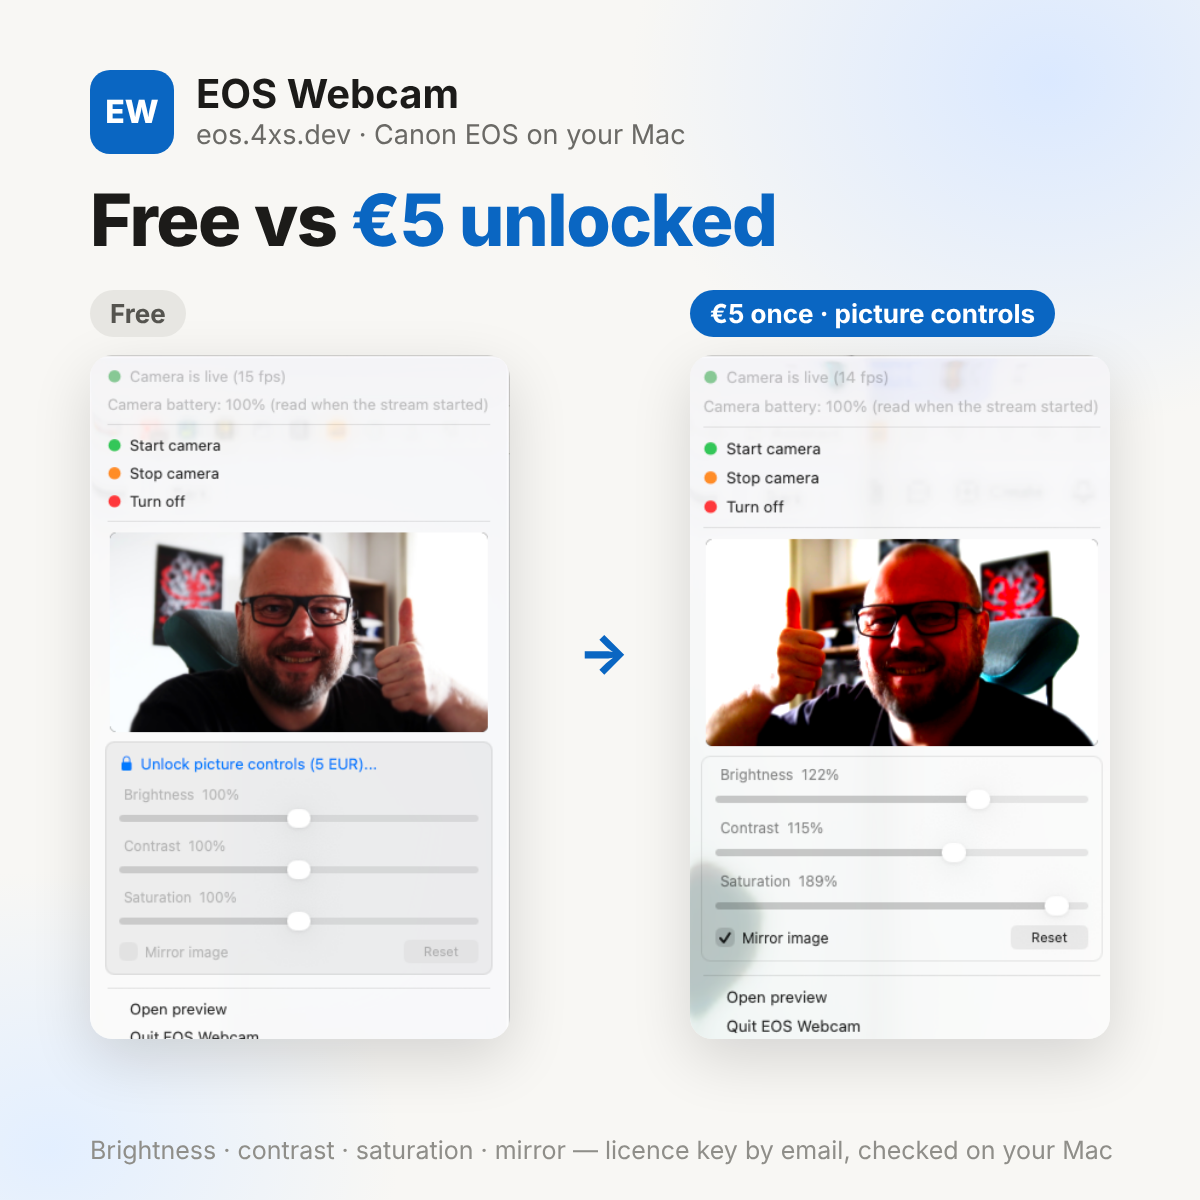 EW
EOS Webcam
eos.4xs.dev · Canon EOS on your Mac
Free vs €5 unlocked
Free
Camera is live (15 fps)
Camera battery: 100% (read when the stream started)
Start camera
Stop camera
Turn off
Unlock picture controls (5 EUR)...
Brightness 100%
Contrast 100%
Saturation 100%
Mirror image
Reset
Open preview
Quit EOS Webcam
€5 once · picture controls
Camera is live (14 fps)
Camera battery: 100% (read when the stream started)
Start camera
Stop camera
Turn off
Brightness 122%
Contrast 115%
Saturation 189%
Mirror image
Reset
Open preview
Quit EOS Webcam
Brightness · contrast · saturation · mirror — licence key by email, checked on your Mac